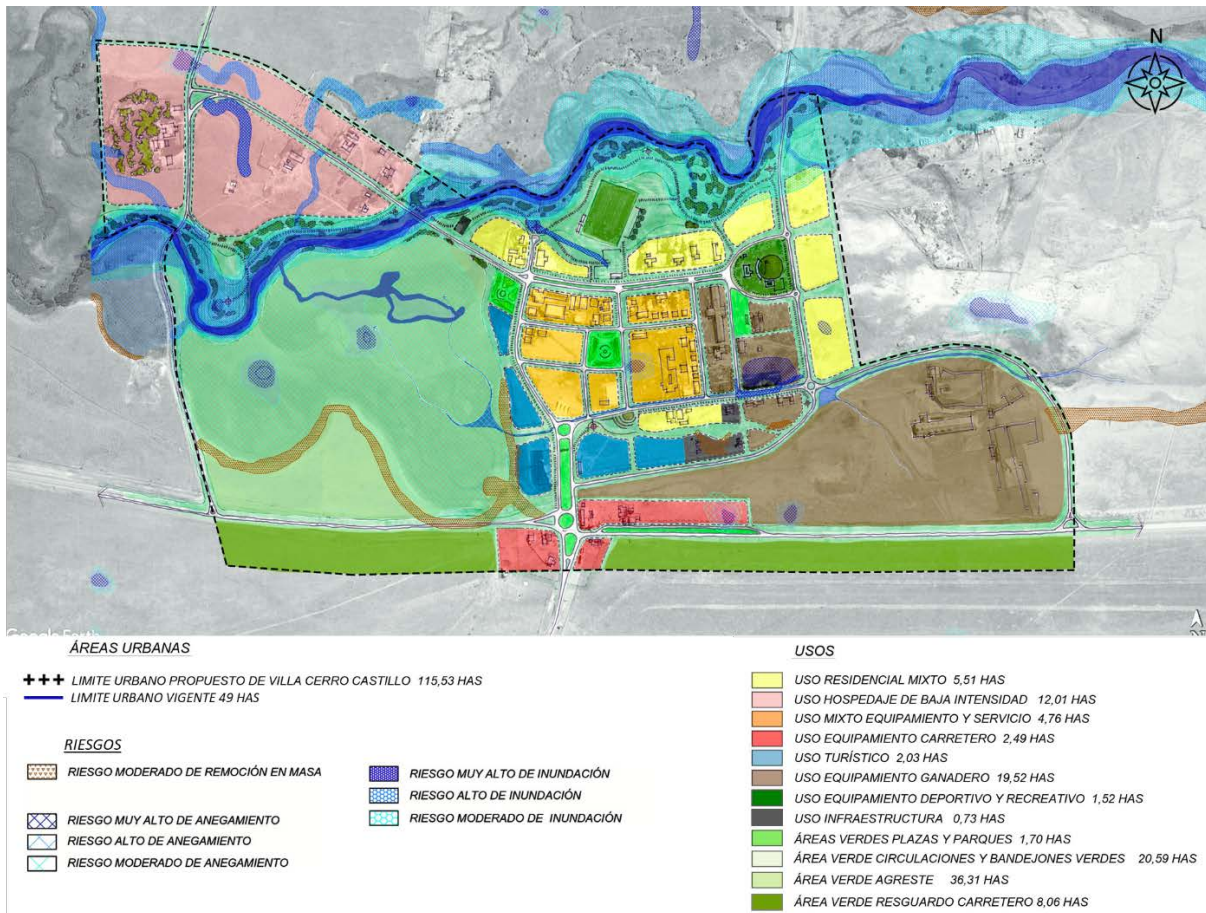 N
Google Earth
ÁREAS URBANAS
LIMITE URBANO PROPUESTO DE VILLA CERRO CASTILLO 115,53 HAS
LIMITE URBANO VIGENTE 49 HAS
RIESGOS
RIESGO MODERADO DE REMOCIÓN EN MASA
RIESGO MUY ALTO DE ANEGAMIENTO
RIESGO ALTO DE ANEGAMIENTO
RIESGO MODERADO DE ANEGAMIENTO
RIESGO MUY ALTO DE INUNDACIÓN
RIESGO ALTO DE INUNDACIÓN
RIESGO MODERADO DE INUNDACIÓN
USOS
USO RESIDENCIAL MIXTO 5,51 HAS
USO HOSPEDAJE DE BAJA INTENSIDAD 12,01 HAS
USO MIXTO EQUIPAMIENTO Y SERVICIO 4,76 HAS
USO EQUIPAMIENTO CARRETERO 2,49 HAS
USO TURÍSTICO 2,03 HAS
USO EQUIPAMIENTO GANADERO 19,52 HAS
USO EQUIPAMIENTO DEPORTIVO Y RECREATIVO 1,52 HAS
USO INFRAESTRUCTURA 0,73 HAS
ÁREAS VERDES PLAZAS Y PARQUES 1,70 HAS
ÁREA VERDE CIRCULACIONES Y BANDEJONES VERDES 20,59 HAS
ÁREA VERDE AGRESTE 36,31 HAS
ÁREA VERDE RESGUARDO CARRETERO 8,06 HAS